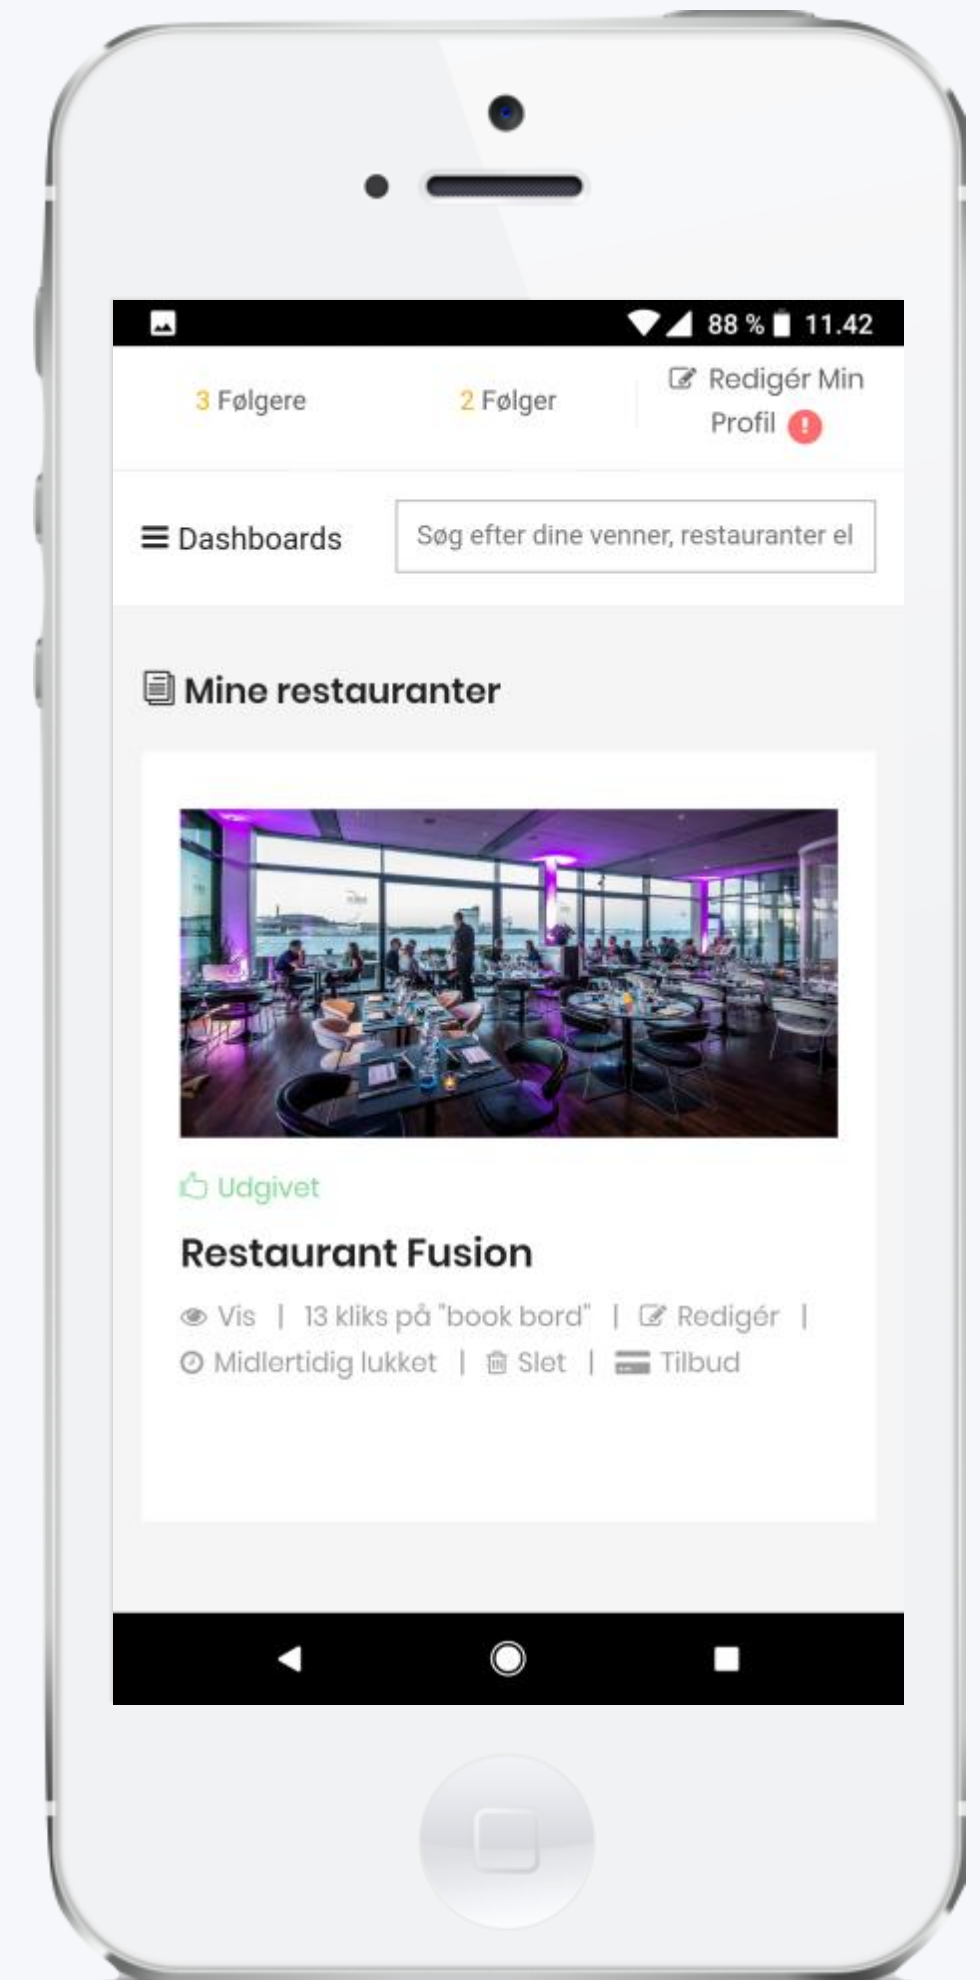 88 % 11.42
3 Følgere 2 Følger Redigér Min
Profil !
Dashboards Søg efter dine venner, restauranter el
Mine restauranter
Udgivet
Restaurant Fusion
Vis | 13 kliks på "book bord" | Redigér |
Midlertidig lukket | Slet | Tilbud